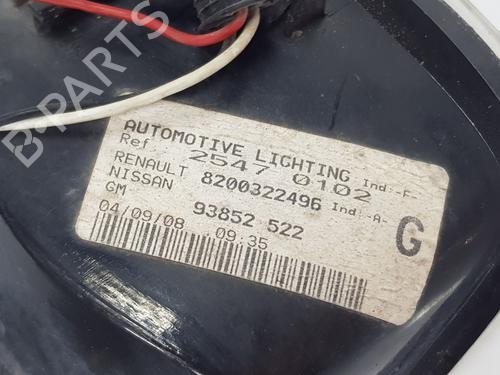 AUTOMOTIVE LIGHTING
Ref 2547 0102 Ind:-F-
RENAULT
NISSAN 8200322496 Ind:-A-
GM 93852 522
G
04/09/08 09:35
B-PARTS